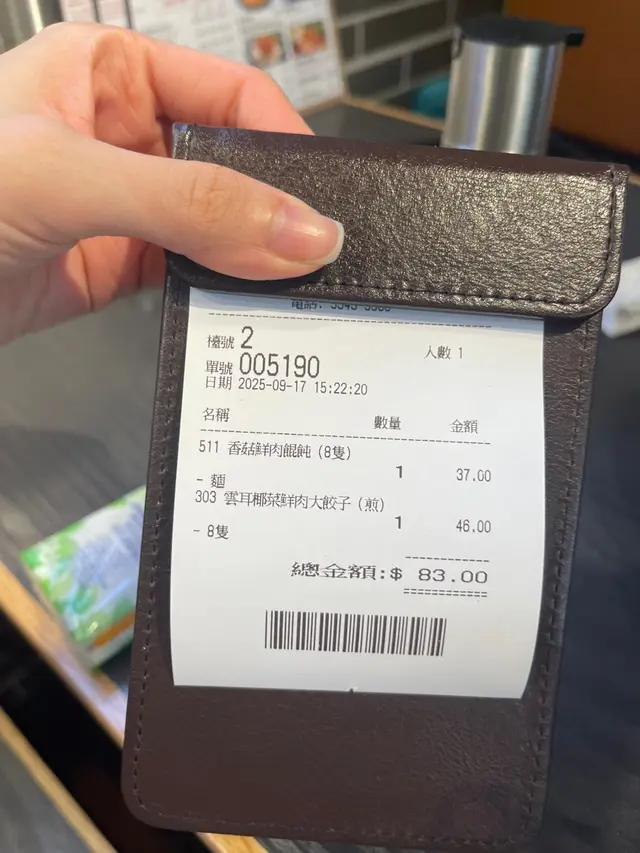 檯號 2
人數 1
單號 005190
日期 2025-09-17 15:22:20
名稱 數量 金額
511 香菇鮮肉餛飩 (8隻)
1 37.00
- 麵
303 雲耳椰菜鮮肉大餃子 (煎)
1 46.00
- 8隻
總金額:$ 83.00